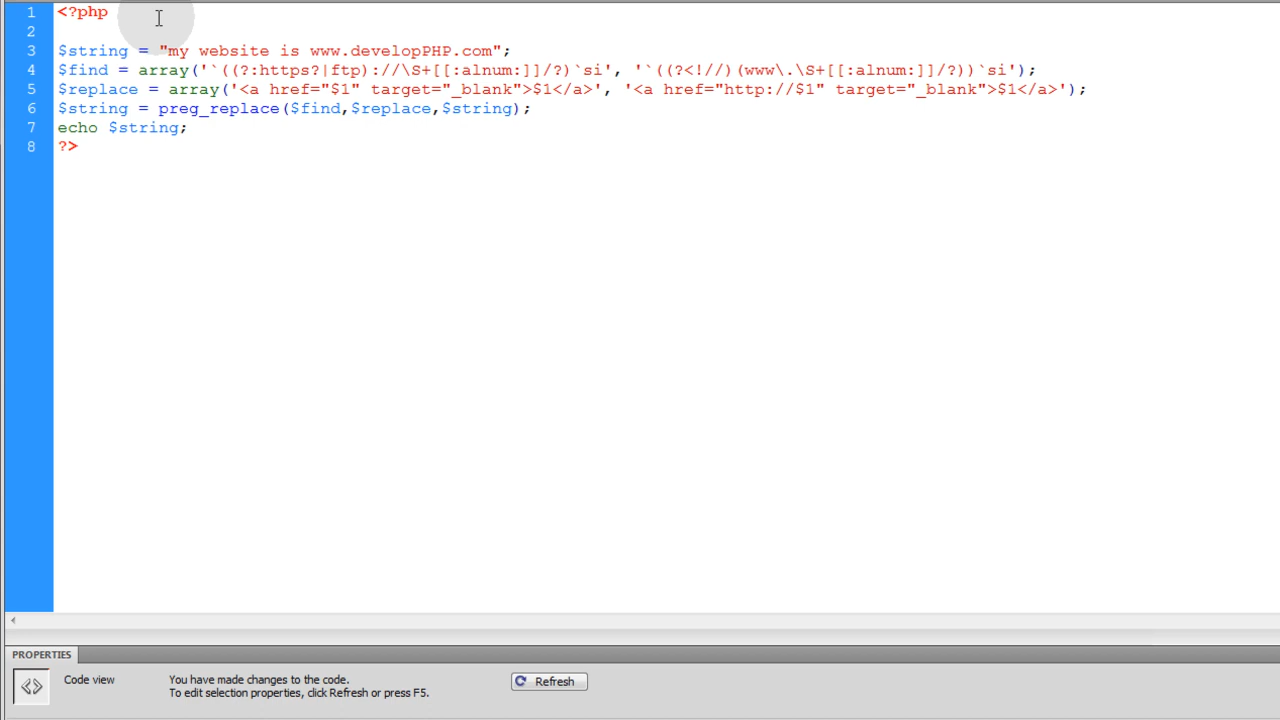 1 <?php
2
3 $string = "my website is www.developPHP.com";
4 $find = array('`((?:https?|ftp)://\S+[[:alnum:]]/?)`si', '`((?<!//)(www\.\S+[[:alnum:]]/?))`si');
5 $replace = array('<a href="$1" target="_blank">$1</a>', '<a href="http://$1" target="_blank">$1</a>');
6 $string = preg_replace($find,$replace,$string);
7 echo $string;
8 ?>
PROPERTIES
Code view You have made changes to the code. Refresh
To edit selection properties, click Refresh or press F5.